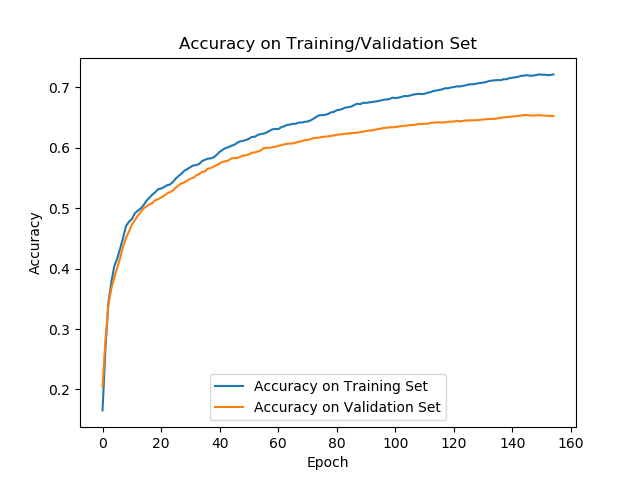 Accuracy on Training/Validation Set
0.7
0.6
0.5
0.4
0.3
0.2
Accuracy
Accuracy on Training Set
Accuracy on Validation Set
0 20 40 60 80 100 120 140 160
Epoch